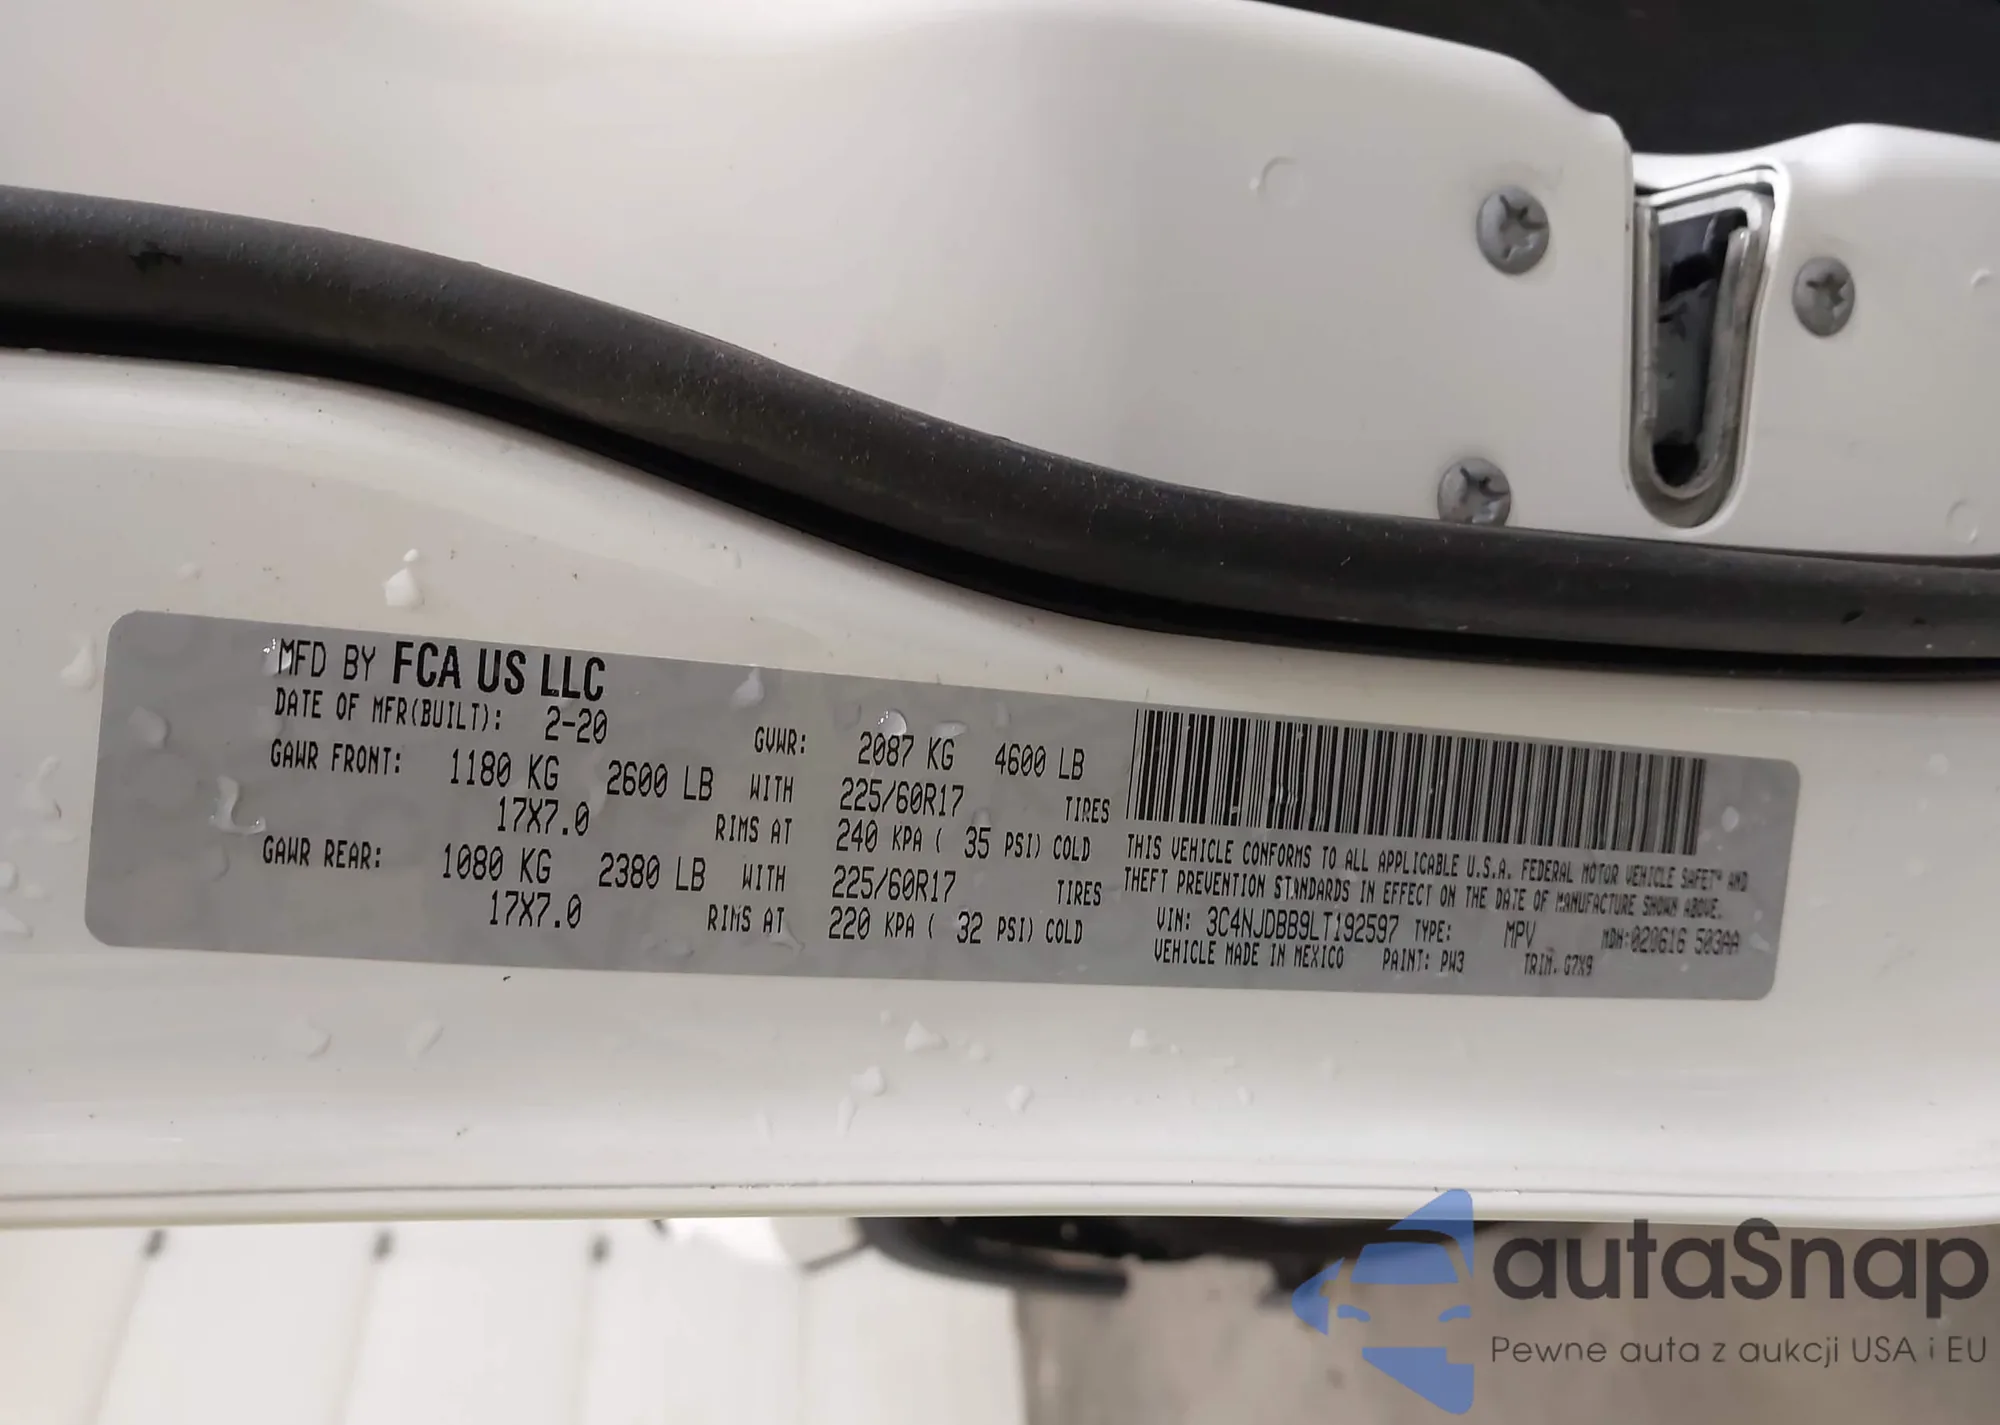 MFD BY FCA US LLC
DATE OF MFR(BUILT): 2-20 GVWR: 2087 KG 4600 LB
GAWR FRONT: 1180 KG 2600 LB WITH 225/60R17 TIRES
17X7.0 RIMS AT 240 KPA ( 35 PSI) COLD
GAWR REAR: 1080 KG 2380 LB WITH 225/60R17 TIRES
17X7.0 RIMS AT 220 KPA ( 32 PSI) COLD
THIS VEHICLE CONFORMS TO ALL APPLICABLE U.S.A. FEDERAL MOTOR VEHICLE SAFETY AND
THEFT PREVENTION STANDARDS IN EFFECT ON THE DATE OF MANUFACTURE SHOWN ABOVE.
VIN: 3C4NJDBB9LT192597 TYPE: MPV MDH:020616 503AA
VEHICLE MADE IN MEXICO PAINT: PW3 TRIM. G7X9
autaSnap
Pewne auta z aukcji USA i EU